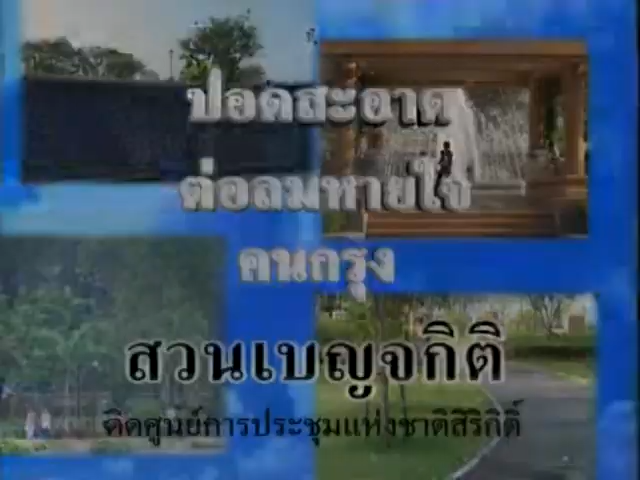 ปอดสะอาด
ต่อลมหายใจ
คนกรุง
สวนเบญจกิติ
ติดศูนย์การประชุมแห่งชาติสิริกิติ์